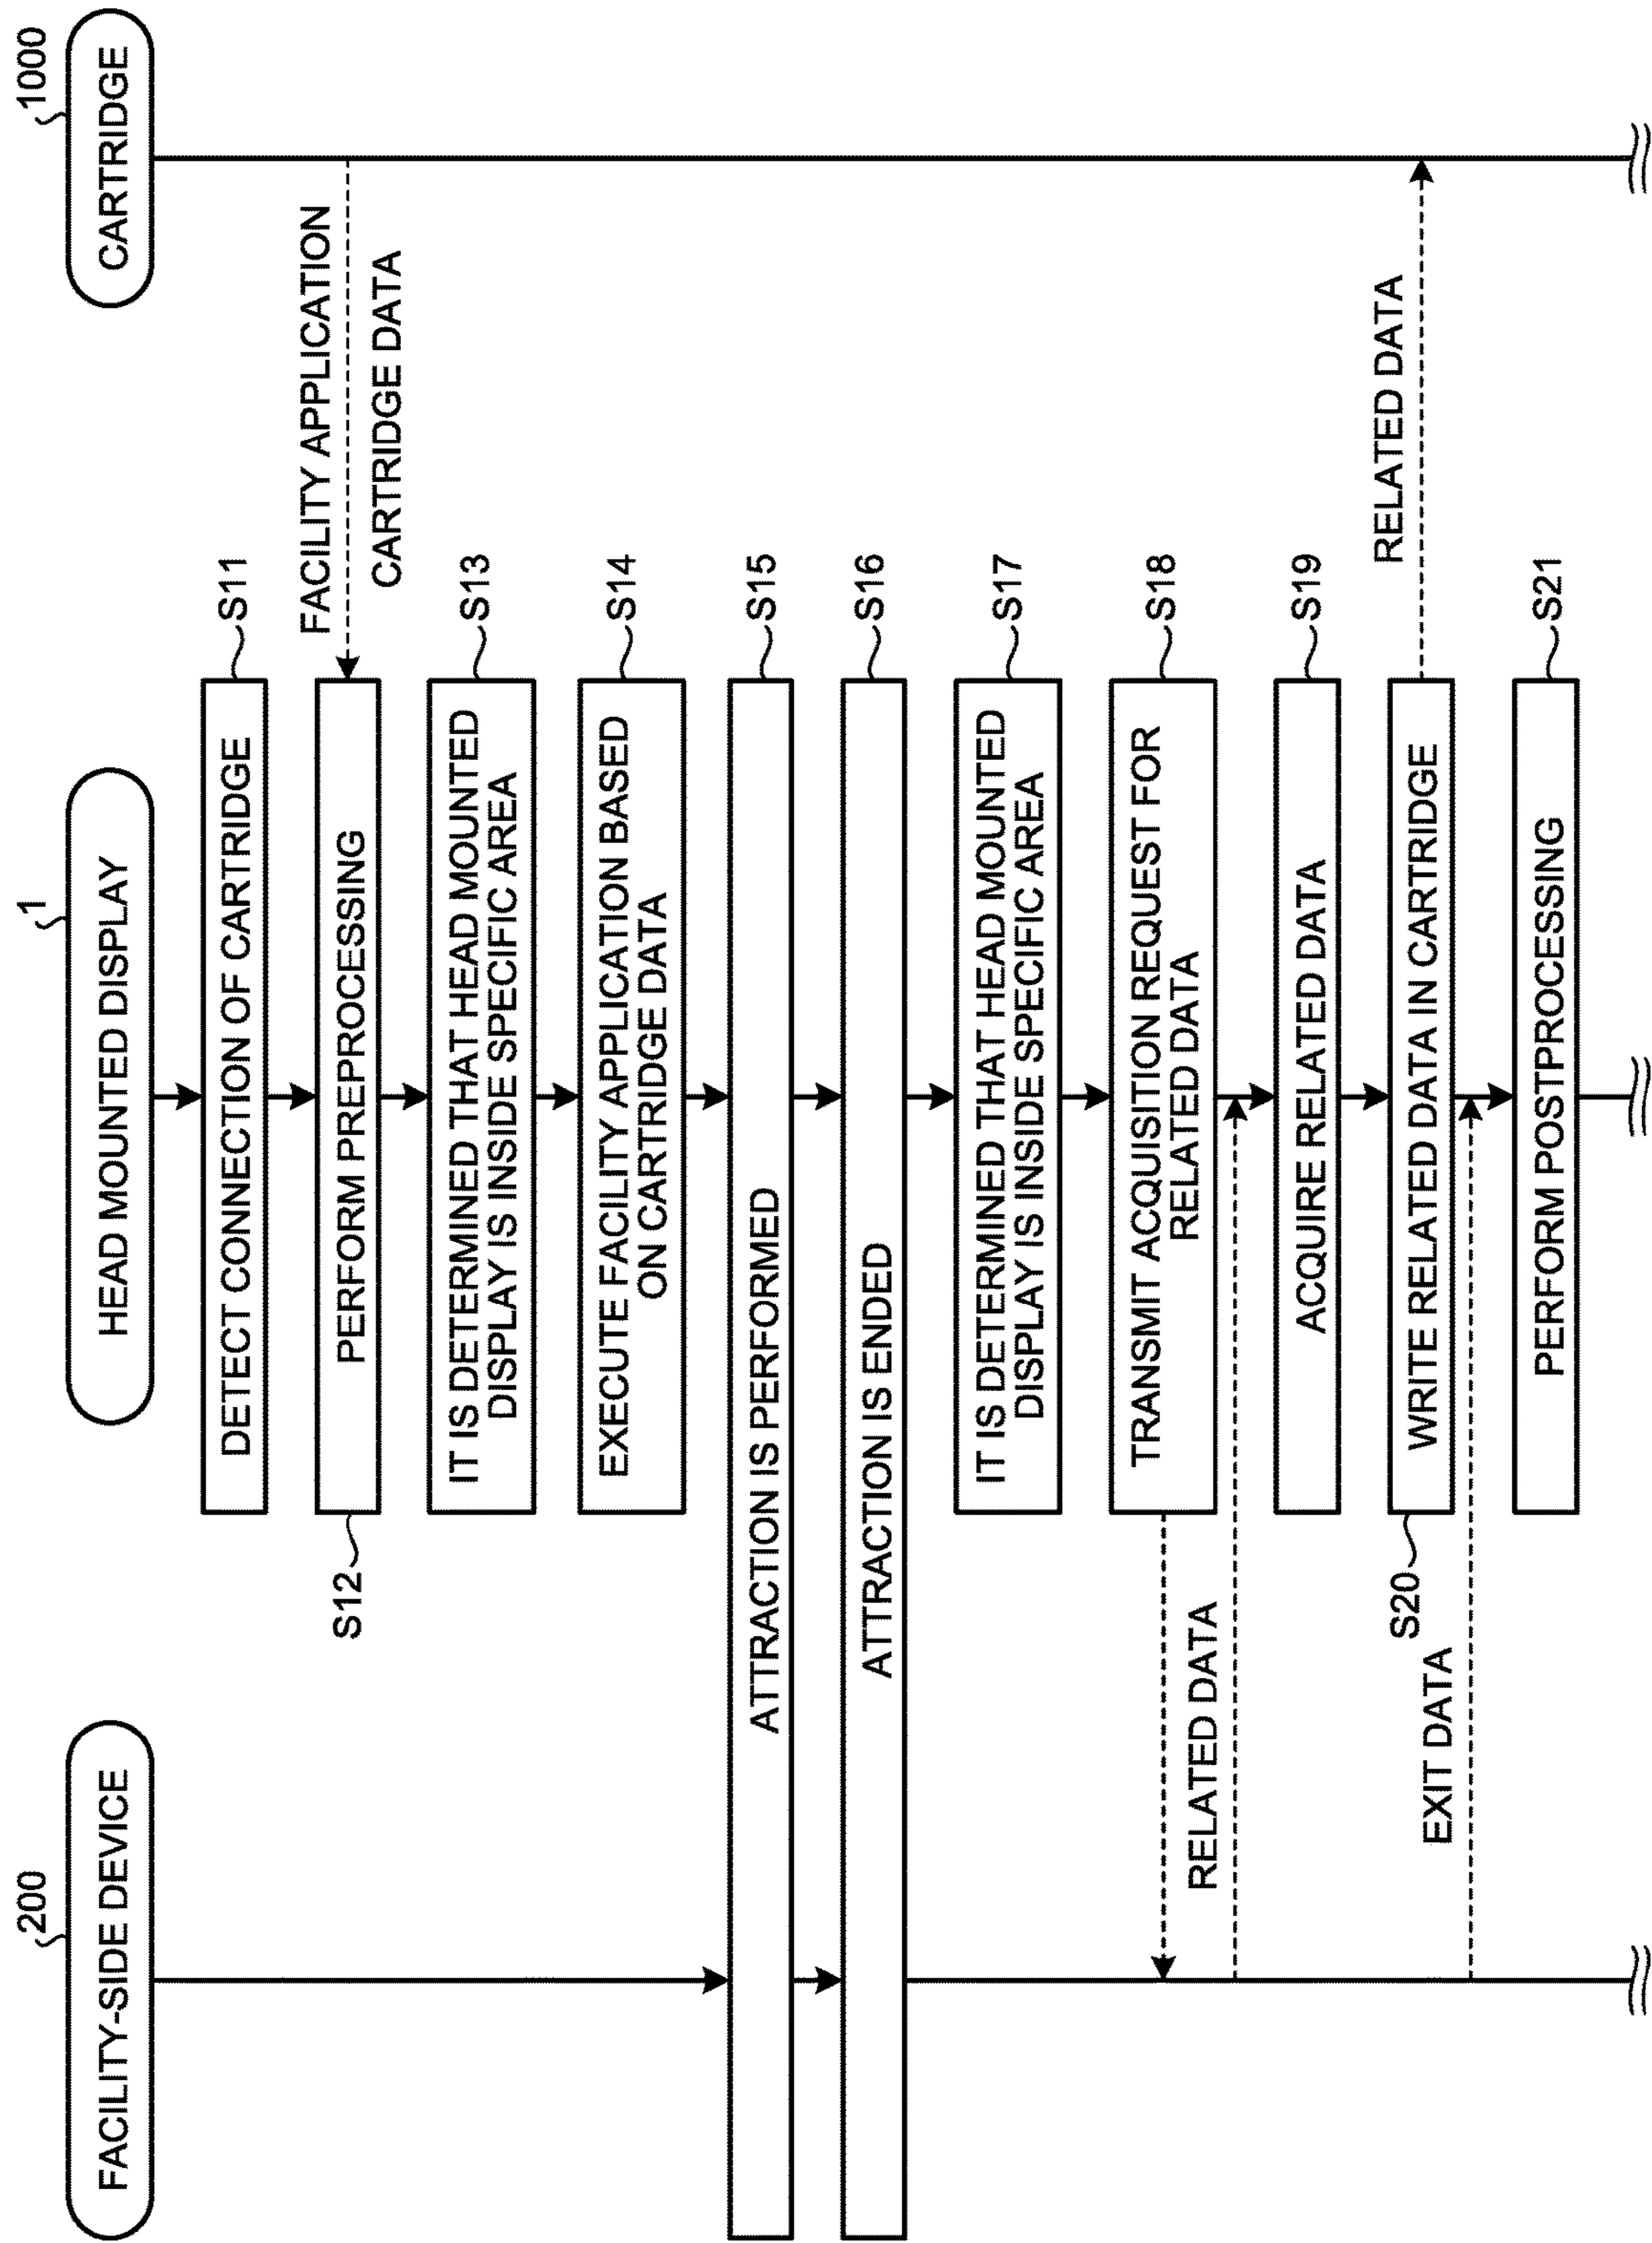 200
FACILITY-SIDE DEVICE
1
HEAD MOUNTED DISPLAY
1000
CARTRIDGE
DETECT CONNECTION OF CARTRIDGE
S11
FACILITY APPLICATION
S12
PERFORM PREPROCESSING
CARTRIDGE DATA
IT IS DETERMINED THAT HEAD MOUNTED
DISPLAY IS INSIDE SPECIFIC AREA
S13
EXECUTE FACILITY APPLICATION BASED
ON CARTRIDGE DATA
S14
ATTRACTION IS PERFORMED
S15
ATTRACTION IS ENDED
S16
IT IS DETERMINED THAT HEAD MOUNTED
DISPLAY IS INSIDE SPECIFIC AREA
S17
TRANSMIT ACQUISITION REQUEST FOR
RELATED DATA
S18
RELATED DATA
ACQUIRE RELATED DATA
S19
RELATED DATA
S20
WRITE RELATED DATA IN CARTRIDGE
EXIT DATA
PERFORM POSTPROCESSING
S21